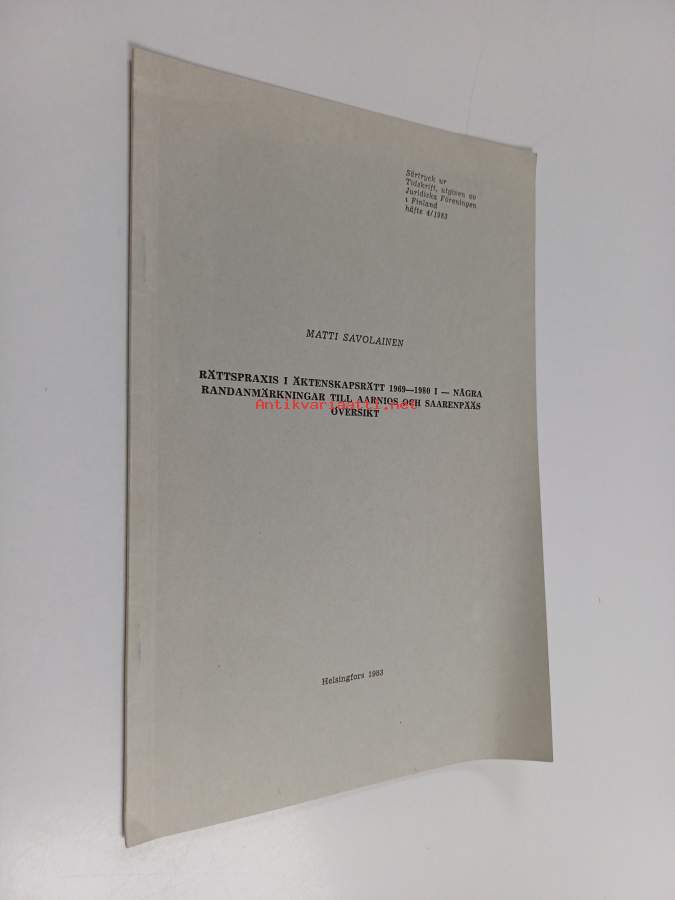 Särtryck ur
Tidskrift, utgiven av
Juridiska Föreningen
i Finland
häfte 4/1983
MATTI SAVOLAINEN
RÄTTSPRAXIS I ÄKTENSKAPSRÄTT 1969—1980 I — NÅGRA
RANDANMÄRKNINGAR TILL AARNIOS OCH SAARENPÄÄS
ÖVERSIKT
Antikvariaatti.net
Helsingfors 1983